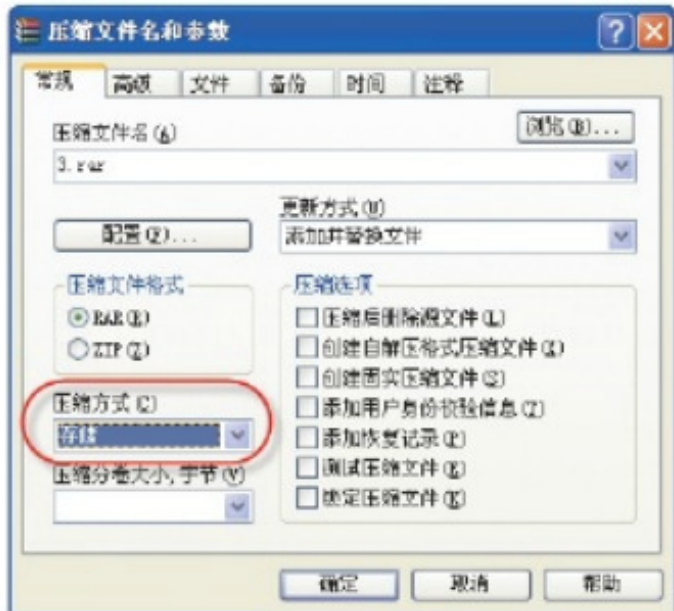 压缩文件名和参数
常规 高级 文件 备份 时间 注释
压缩文件名(A)
浏览(B)...
3.rar
更新方式(U)
配置(F)...
添加并替换文件
压缩文件格式
RAR(R)
ZIP(Z)
压缩选项
压缩后删除源文件(L)
创建自解压格式压缩文件(X)
创建固实压缩文件(S)
添加用户身份校验信息(T)
添加恢复记录(P)
测试压缩文件(E)
锁定压缩文件(K)
压缩方式(C)
存储
压缩分卷大小,字节(V)
确定 取消 帮助